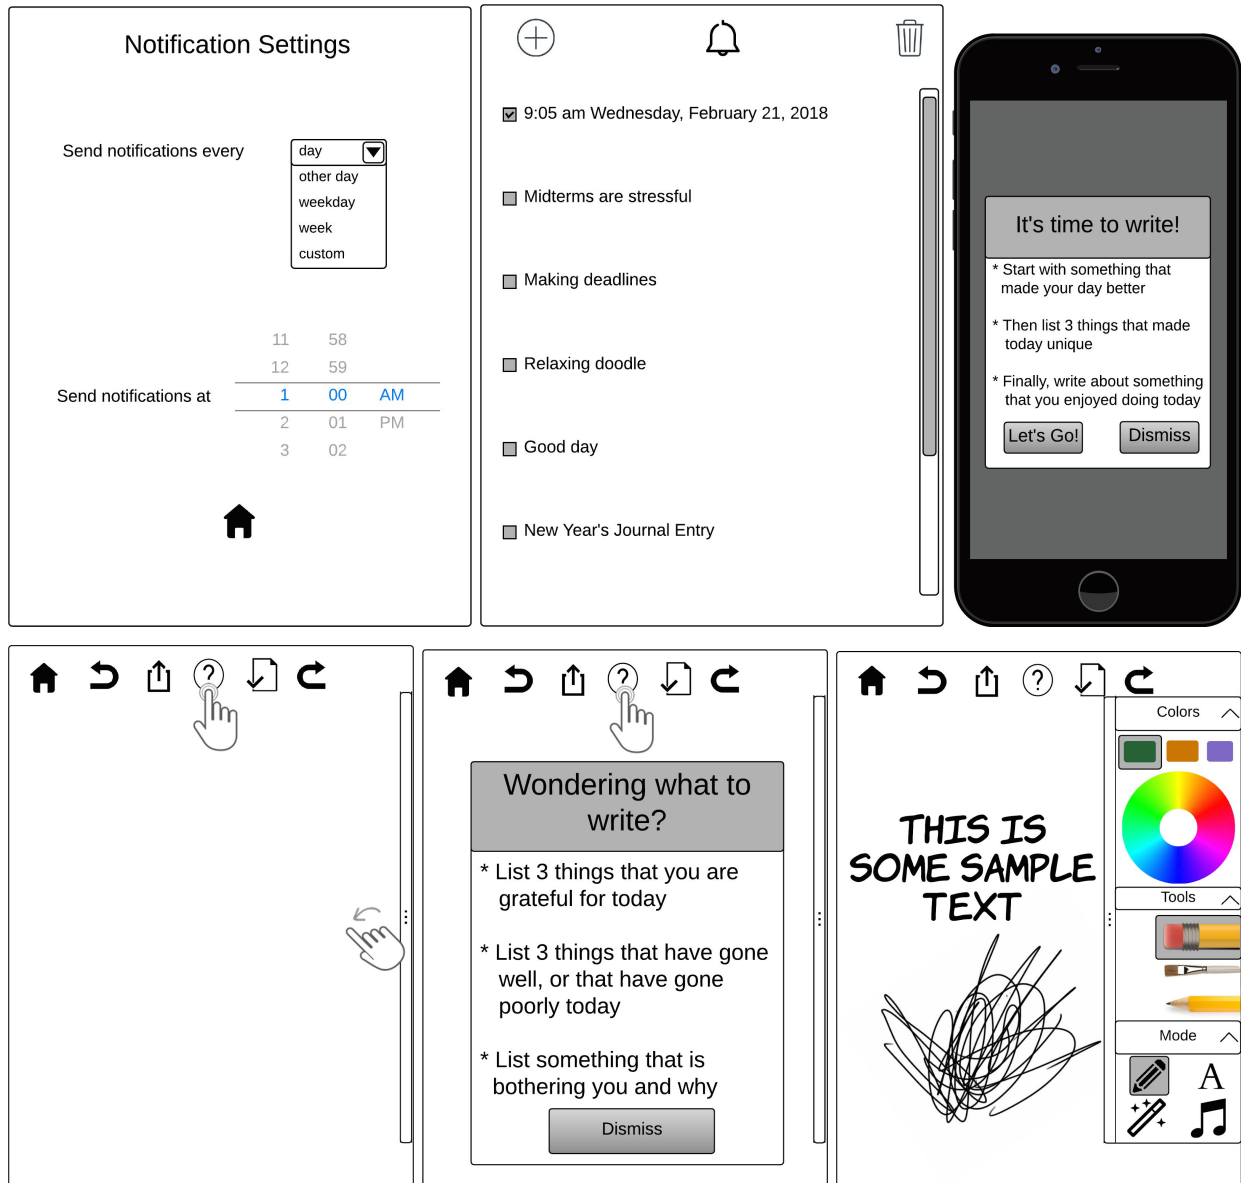 Notification Settings
Send notifications every
day
other day
weekday
week
custom
11 58
12 59
Send notifications at 1 00 AM
2 01 PM
3 02
9:05 am Wednesday, February 21, 2018
Midterms are stressful
Making deadlines
Relaxing doodle
Good day
New Year's Journal Entry
It's time to write!
* Start with something that
made your day better
* Then list 3 things that made
today unique
* Finally, write about something
that you enjoyed doing today
Let's Go! Dismiss
?
?
Wondering what to
write?
* List 3 things that you are
grateful for today
* List 3 things that have gone
well, or that have gone
poorly today
* List something that is
bothering you and why
Dismiss
?
THIS IS
SOME SAMPLE
TEXT
Colors
Tools
Mode
A